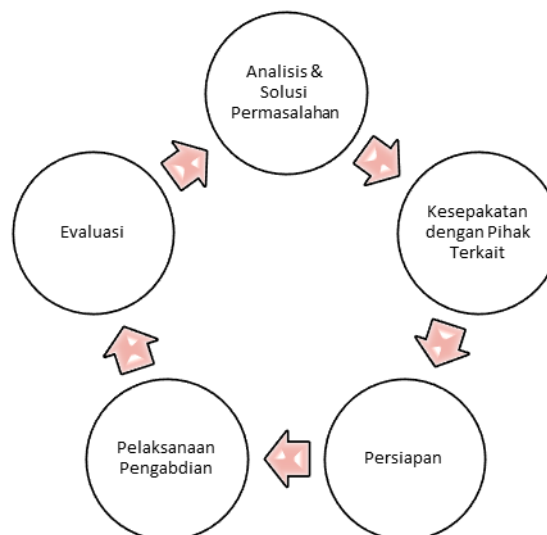 Analisis &
Solusi
Permasalahan
Kesepakatan
dengan Pihak
Terkait
Persiapan
Pelaksanaan
Pengabdian
Evaluasi